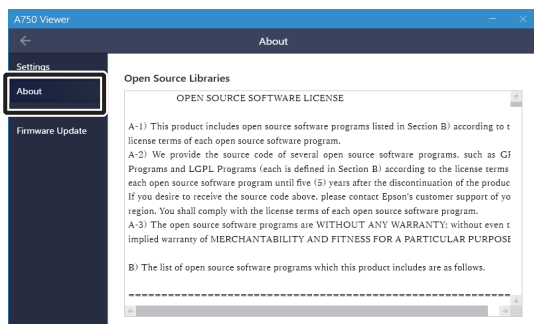 A750 Viewer
About
Settings
About
Firmware Update
Open Source Libraries
OPEN SOURCE SOFTWARE LICENSE
A-1) This product includes open source software programs listed in Section B) according to t
license terms of each open source software program.
A-2) We provide the source code of several open source software programs, such as GF
Programs and LGPL Programs (each is defined in Section B) according to the license terms
each open source software program until five (5) years after the discontinuation of the produc
If you desire to receive the source code above, please contact Epson's customer support of yo
region. You shall comply with the license terms of each open source software program.
A-3) The open source software programs are WITHOUT ANY WARRANTY; without even t
implied warranty of MERCHANTABILITY AND FITNESS FOR A PARTICULAR PURPOSE
B) The list of open source software programs which this product includes are as follows.